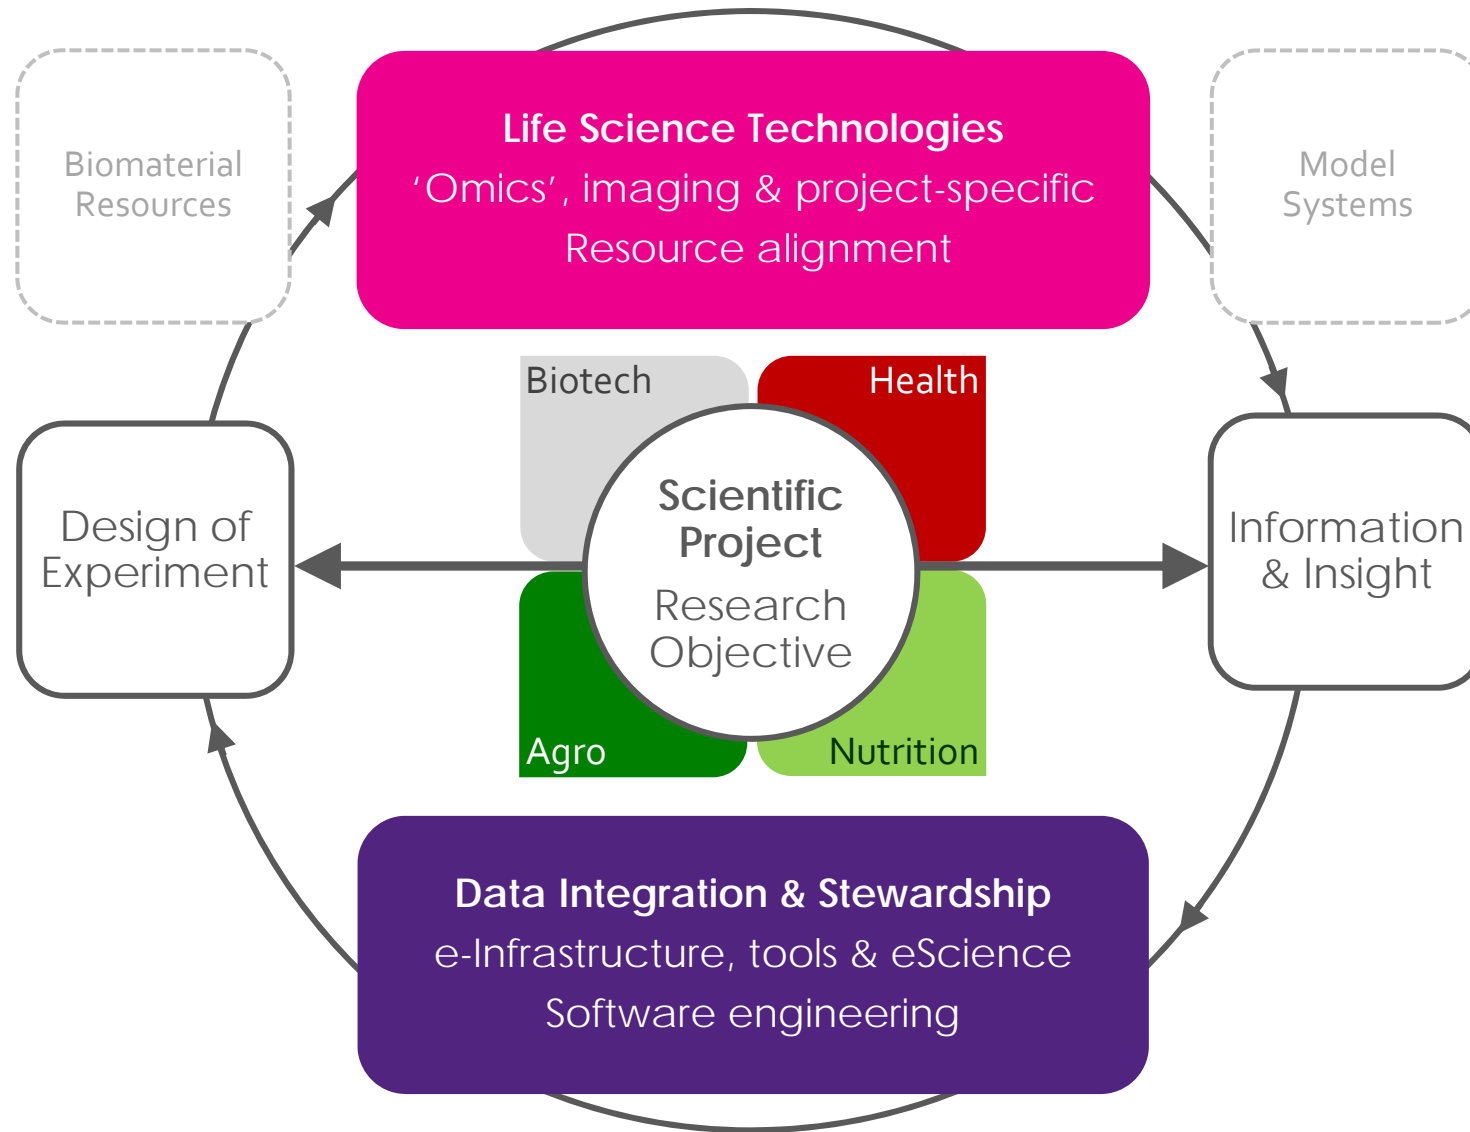 Life Science Technologies
‘Omics’, imaging & project-specific
Resource alignment
Biomaterial
Resources
Model
Systems
Biotech
Health
Scientific
Project
Research
Objective
Design of
Experiment
Information
& Insight
Agro
Nutrition
Data Integration & Stewardship
e-Infrastructure, tools & eScience
Software engineering